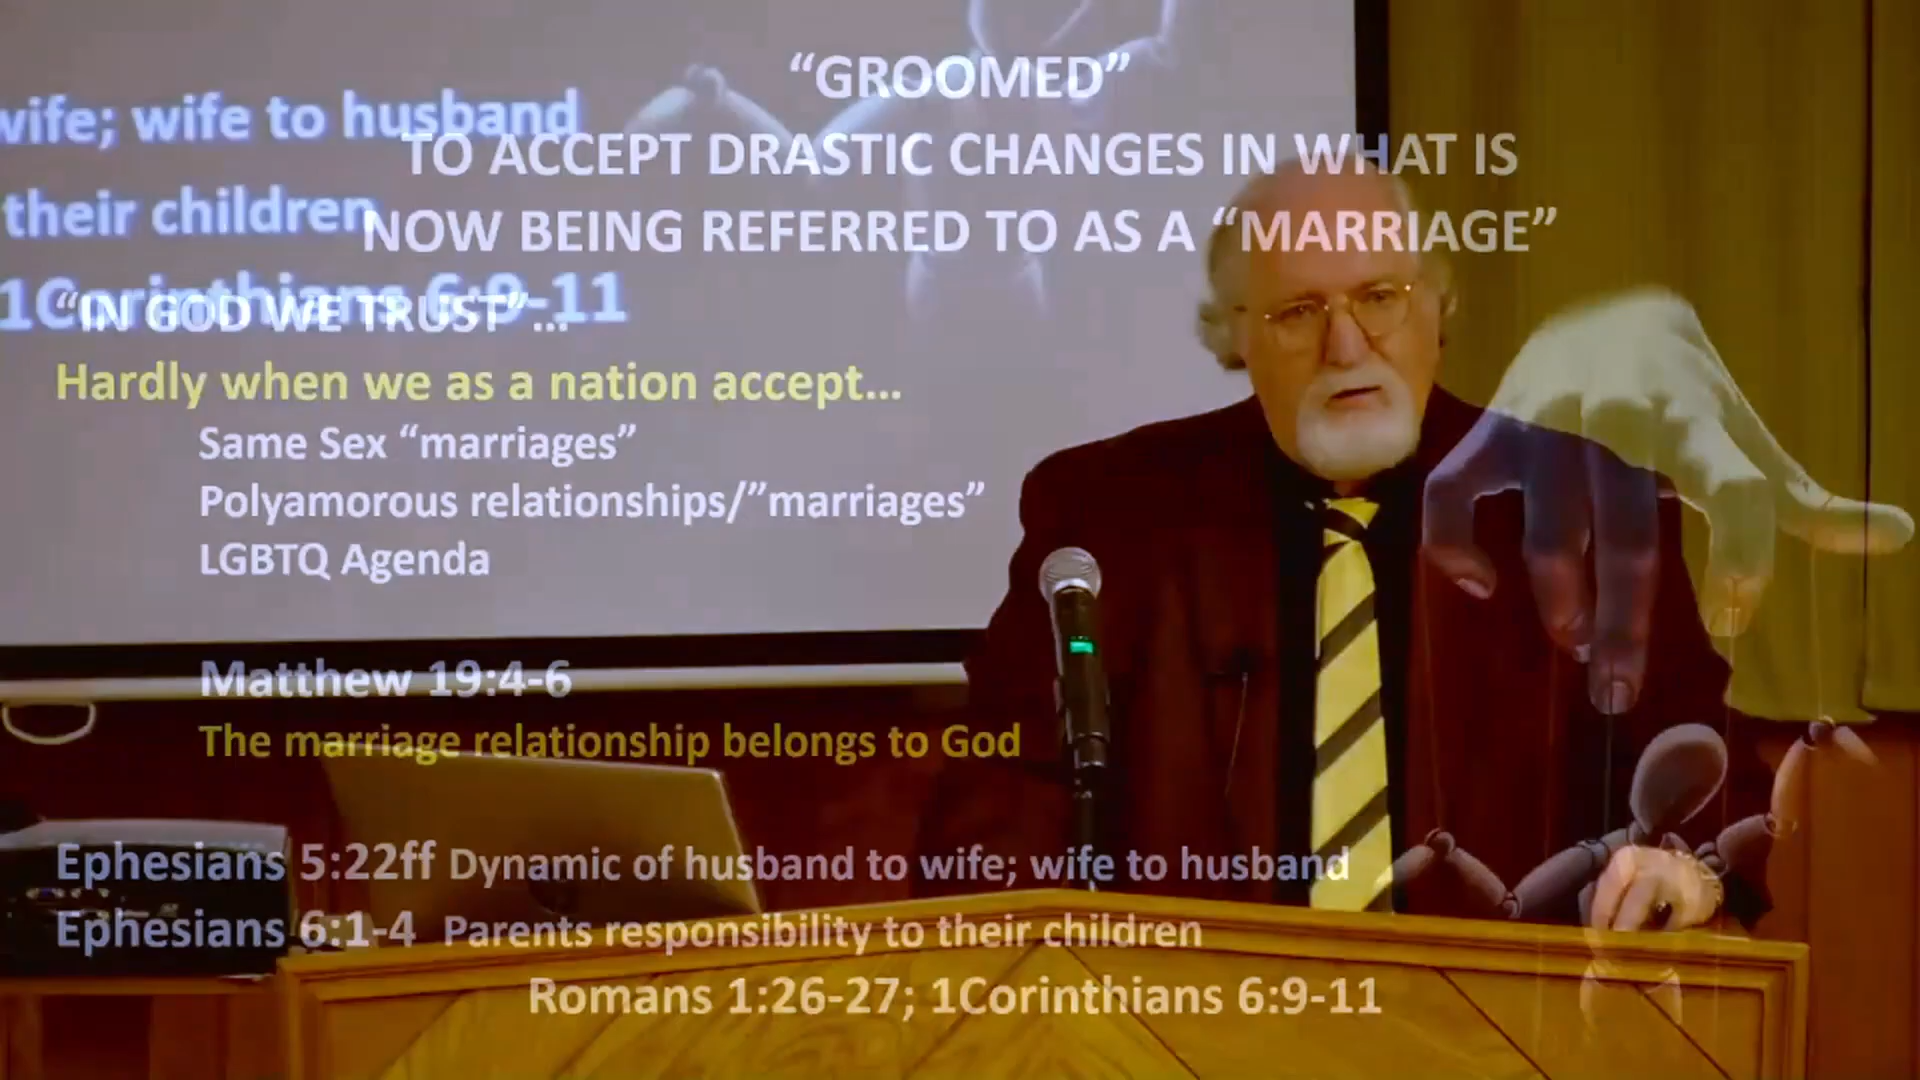 “GROOMED”
TO ACCEPT DRASTIC CHANGES IN WHAT IS
NOW BEING REFERRED TO AS A “MARRIAGE”
“IN GOD WE TRUST”...
Hardly when we as a nation accept...
Same Sex “marriages”
Polyamorous relationships/”marriages”
LGBTQ Agenda
Matthew 19:4-6
The marriage relationship belongs to God
Ephesians 5:22ff Dynamic of husband to wife; wife to husband
Ephesians 6:1-4 Parents responsibility to their children
Romans 1:26-27; 1Corinthians 6:9-11
wife; wife to husband
their children
1Corinthians 6:9-11